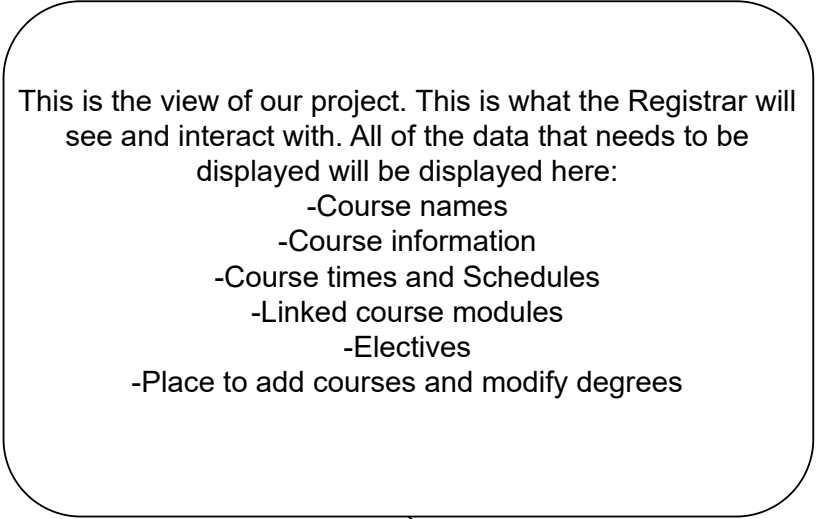 This is the view of our project. This is what the Registrar will
see and interact with. All of the data that needs to be
displayed will be displayed here:
-Course names
-Course information
-Course times and Schedules
-Linked course modules
-Electives
-Place to add courses and modify degrees